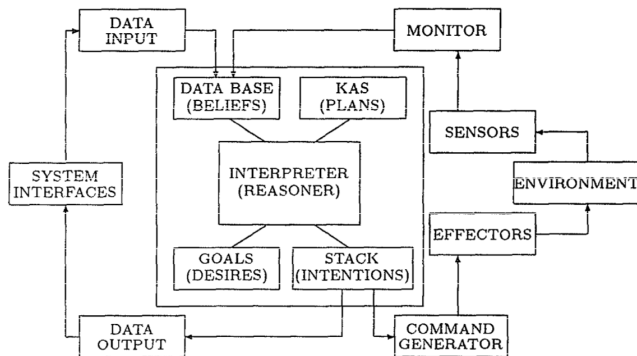 DATA
INPUT
MONITOR
DATA BASE
(BELIEFS)
KAS
(PLANS)
SENSORS
SYSTEM
INTERFACES
INTERPRETER
(REASONER)
ENVIRONMENT
EFFECTORS
GOALS
(DESIRES)
STACK
(INTENTIONS)
DATA
OUTPUT
COMMAND
GENERATOR